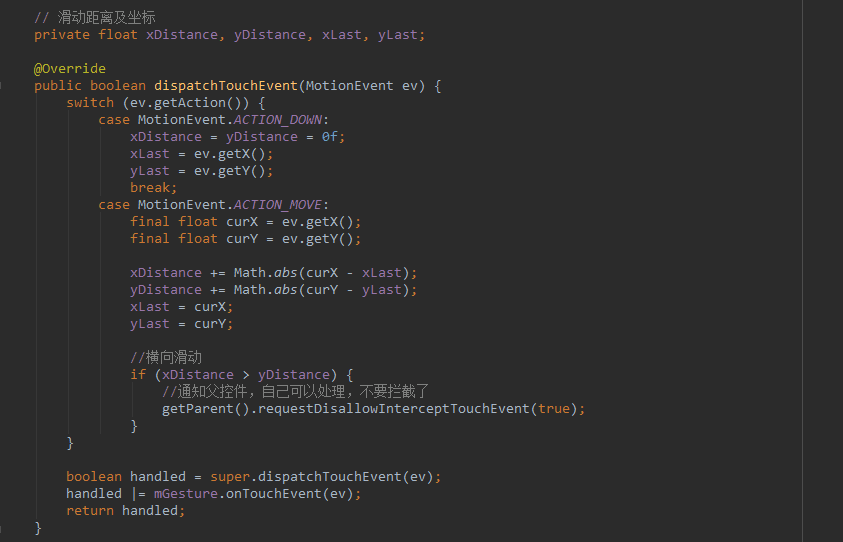 // 滑动距离及坐标
private float xDistance, yDistance, xLast, yLast;
@Override
public boolean dispatchTouchEvent(MotionEvent ev) {
switch (ev.getAction()) {
case MotionEvent.ACTION_DOWN:
xDistance = yDistance = 0f;
xLast = ev.getX();
yLast = ev.getY();
break;
case MotionEvent.ACTION_MOVE:
final float curX = ev.getX();
final float curY = ev.getY();
xDistance += Math.abs(curX - xLast);
yDistance += Math.abs(curY - yLast);
xLast = curX;
yLast = curY;
//横向滑动
if (xDistance > yDistance) {
//通知父控件，自己可以处理，不要拦截了
getParent().requestDisallowInterceptTouchEvent(true);
}
}
boolean handled = super.dispatchTouchEvent(ev);
handled |= mGesture.onTouchEvent(ev);
return handled;
}